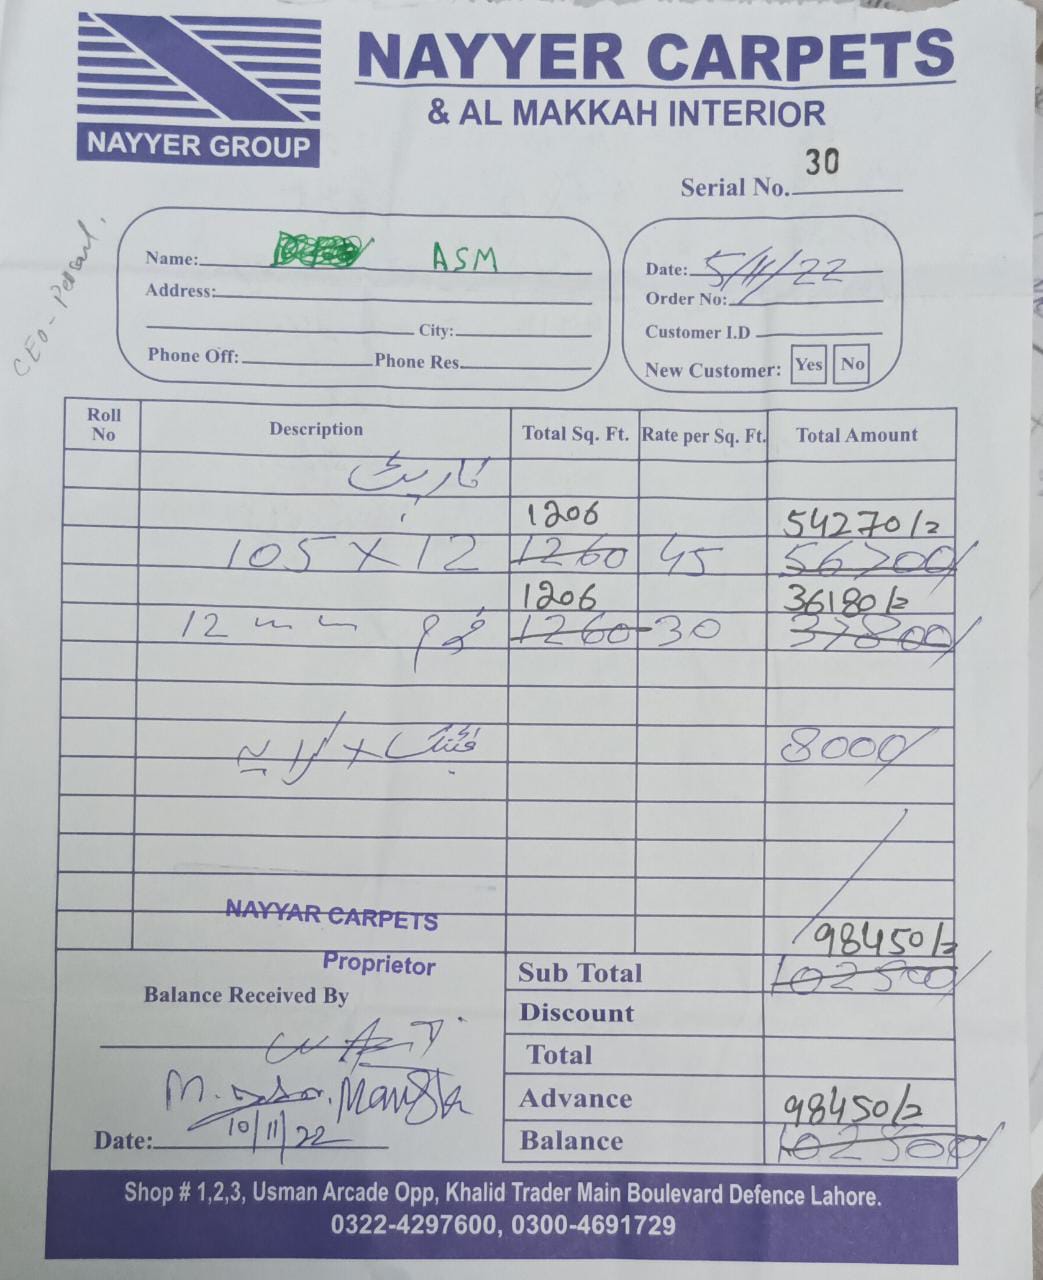 NAYYER GROUP
NAYYER CARPETS
& AL MAKKAH INTERIOR
Serial No. 30
CEO - Personal.
Name: ASM
Address:
City:
Phone Off: Phone Res.
Date: 5/11/22
Order No:
Customer I.D
New Customer: Yes No
Roll No Description Total Sq. Ft. Rate per Sq. Ft. Total Amount
کارپٹ
1206 54270/=
105 X 12 1260 45 56700/
1206 36180/=
12 mm فوم 1260 30 37800/
فٹنگ + کرایہ 8000/
NAYYAR CARPETS
98450/=
Proprietor
Sub Total 102500/
Balance Received By
Discount
Total
Advance 98450/=
M.
10/11/22
Date:
Balance 102500/
Shop # 1,2,3, Usman Arcade Opp, Khalid Trader Main Boulevard Defence Lahore.
0322-4297600, 0300-4691729